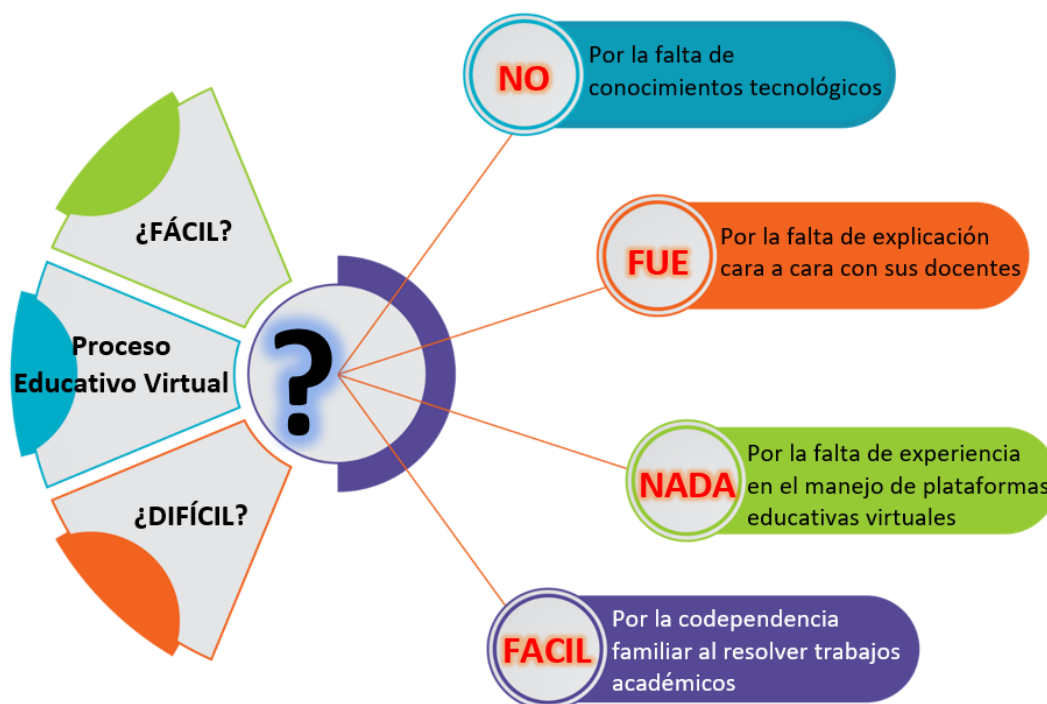 ¿FÁCIL?
Proceso
Educativo Virtual
¿DIFÍCIL?
?
NO
Por la falta de
conocimientos tecnológicos
FUE
Por la falta de explicación
cara a cara con sus docentes
NADA
Por la falta de experiencia
en el manejo de plataformas
educativas virtuales
FACIL
Por la codependencia
familiar al resolver trabajos
académicos